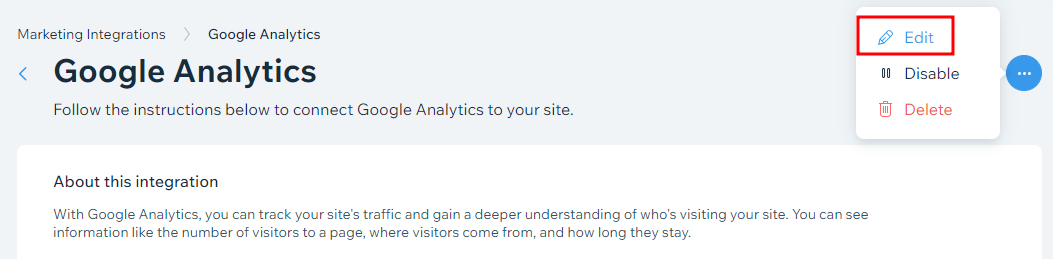 Marketing Integrations > Google Analytics
Google Analytics
Follow the instructions below to connect Google Analytics to your site.
Edit
Disable
Delete
About this integration
With Google Analytics, you can track your site's traffic and gain a deeper understanding of who's visiting your site. You can see
information like the number of visitors to a page, where visitors come from, and how long they stay.